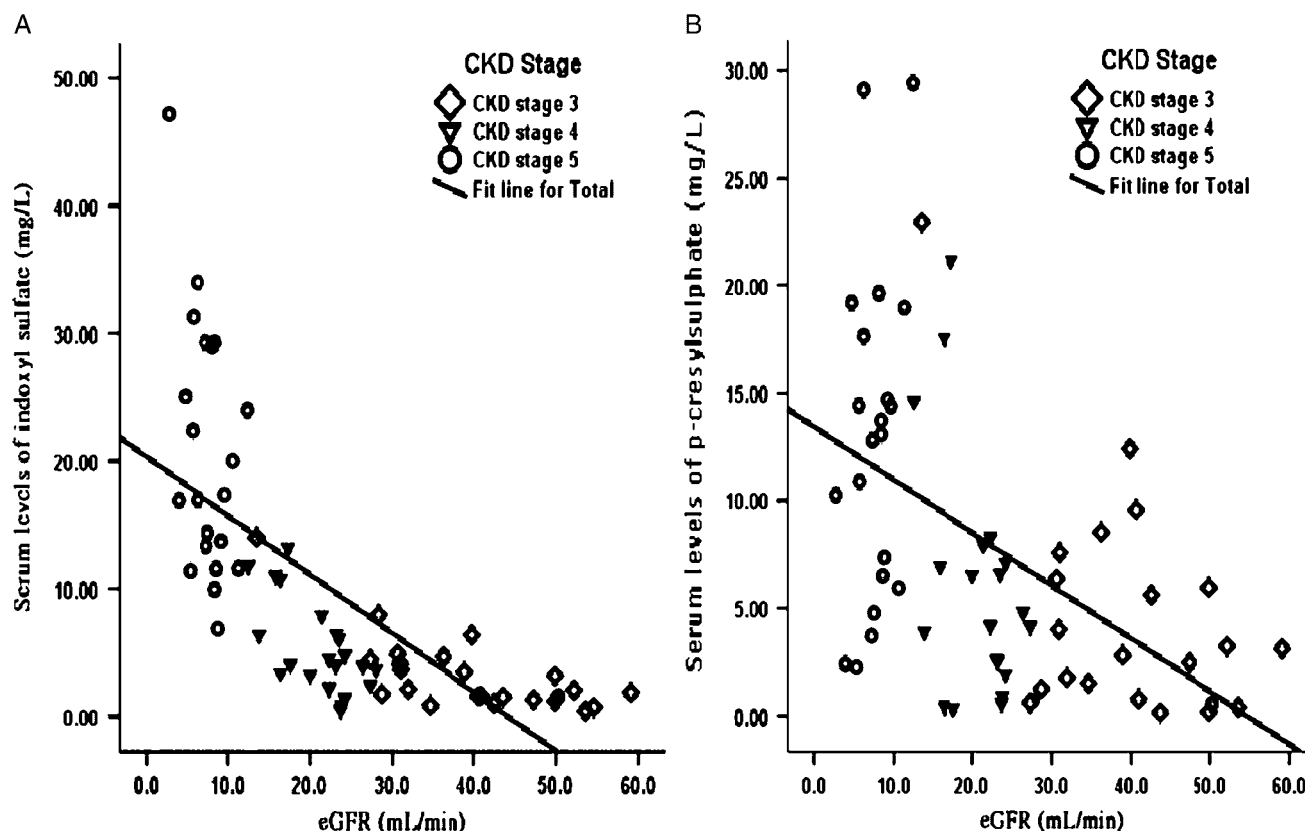 A
CKD Stage
CKD stage 3
CKD stage 4
CKD stage 5
Fit line for Total
Serum levels of indoxyl sulfate (mg/L)
50.00
40.00
30.00
20.00
10.00
0.00
0.0 10.0 20.0 30.0 40.0 50.0 60.0
eGFR (mL/min)
B
CKD Stage
CKD stage 3
CKD stage 4
CKD stage 5
Fit line for Total
Serum levels of p-cresylsulphate (mg/L)
30.00
25.00
20.00
15.00
10.00
5.00
0.00
0.0 10.0 20.0 30.0 40.0 50.0 60.0
eGFR (mL/min)